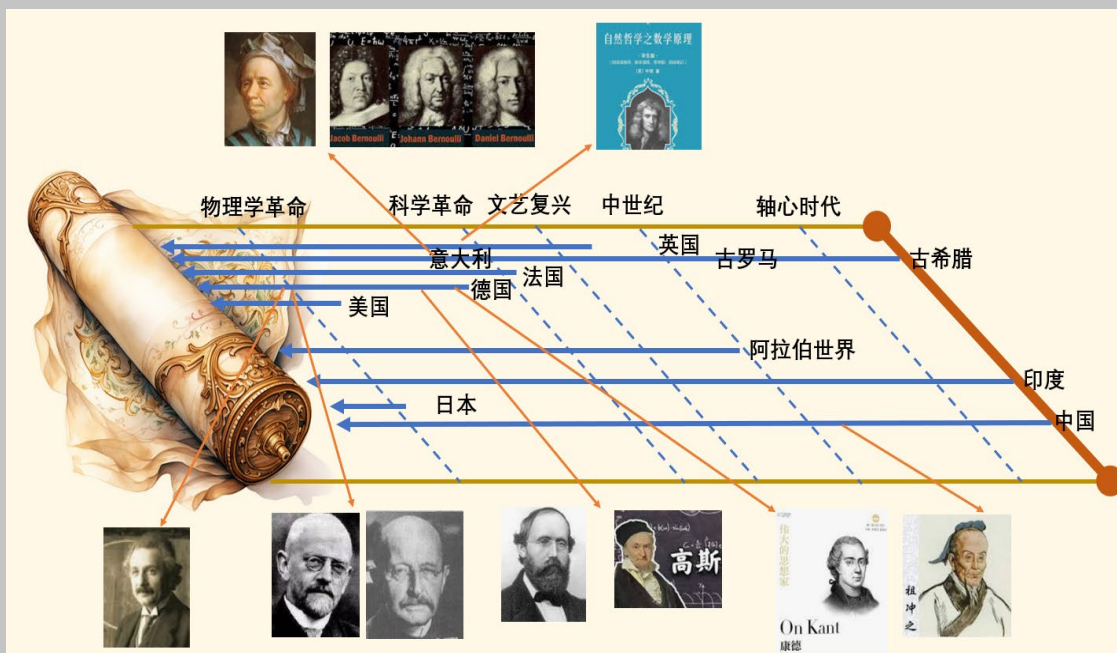 Jacob Bernoulli
Johann Bernoulli
Daniel Bernoulli
自然哲学之数学原理
物理学革命
科学革命
文艺复兴
中世纪
轴心时代
英国
意大利
古罗马
古希腊
法国
德国
美国
阿拉伯世界
印度
日本
中国
高斯
伟大的思想家
On Kant
康德
祖冲之